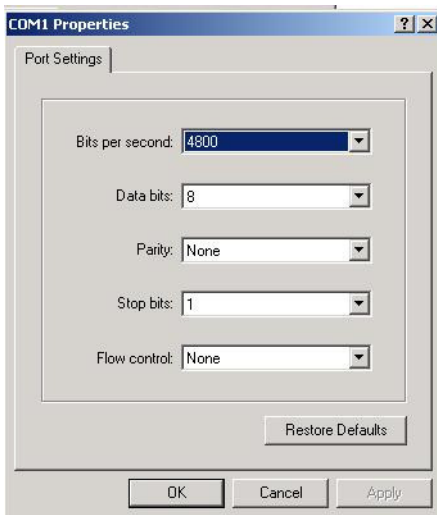 COM1 Properties
Port Settings
Bits per second: 4800
Data bits: 8
Parity: None
Stop bits: 1
Flow control: None
Restore Defaults
OK Cancel Apply